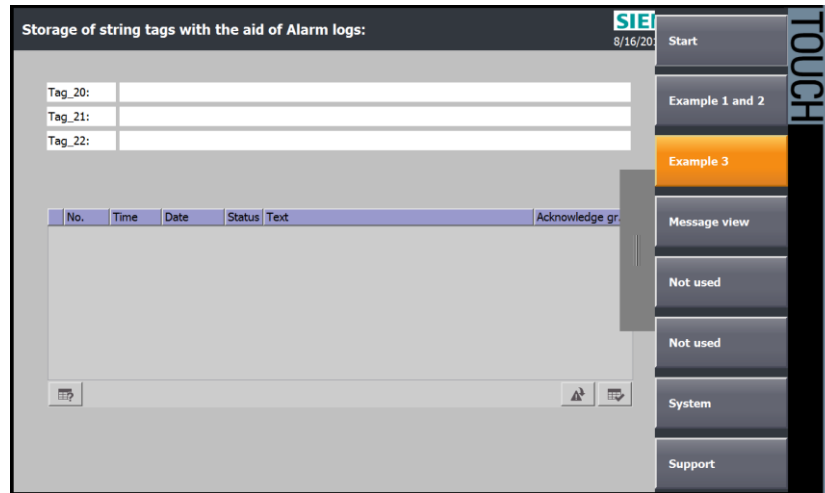 Storage of string tags with the aid of Alarm logs:
SIE
8/16/20
Tag_20:
Tag_21:
Tag_22:
No. Time Date Status Text Acknowledge gr.
Start
Example 1 and 2
Example 3
Message view
Not used
Not used
System
Support
TOUCH